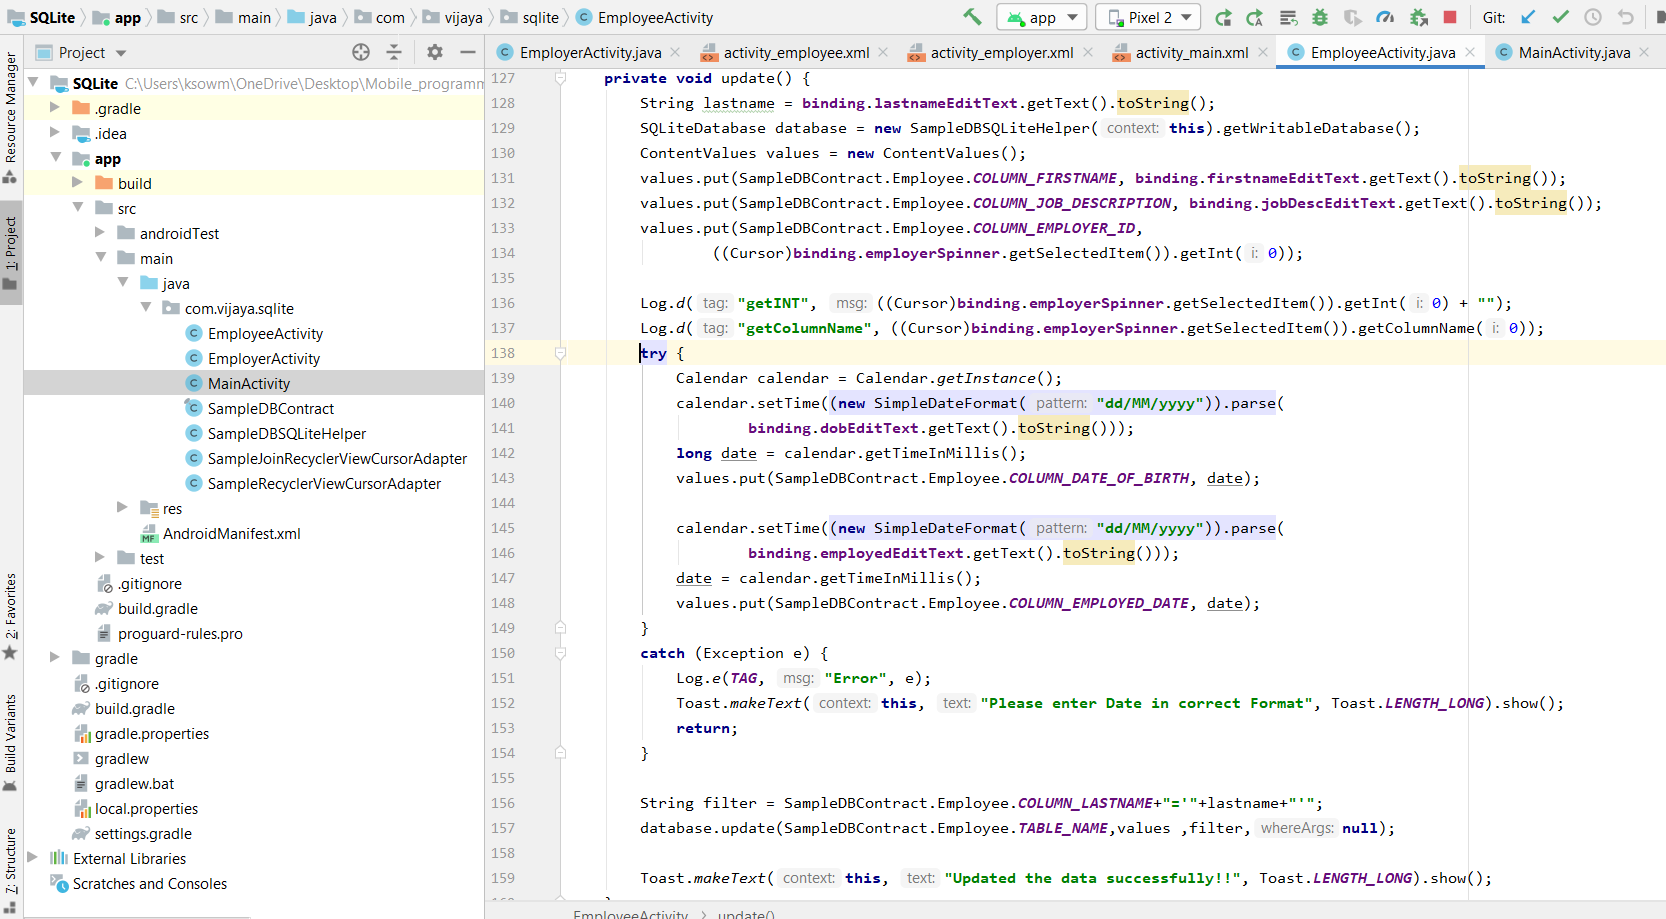 SQLite app src main java com vijaya sqlite EmployeeActivity app Pixel 2 Git:
Project
EmployerActivity.java activity_employee.xml activity_employer.xml activity_main.xml EmployeeActivity.java MainActivity.java
Resource Manager
1: Project
2: Favorites
Build Variants
7: Structure
SQLite C:\Users\ksowm\OneDrive\Desktop\Mobile_programm
.gradle
.idea
app
build
src
androidTest
main
java
com.vijaya.sqlite
EmployeeActivity
EmployerActivity
MainActivity
SampleDBContract
SampleDBSQLiteHelper
SampleJoinRecyclerViewCursorAdapter
SampleRecyclerViewCursorAdapter
res
AndroidManifest.xml
test
.gitignore
build.gradle
proguard-rules.pro
gradle
.gitignore
build.gradle
gradle.properties
gradlew
gradlew.bat
local.properties
settings.gradle
External Libraries
Scratches and Consoles
127 private void update() {
128 String lastname = binding.lastnameEditText.getText().toString();
129 SQLiteDatabase database = new SampleDBSQLiteHelper( context: this).getWritableDatabase();
130 ContentValues values = new ContentValues();
131 values.put(SampleDBContract.Employee.COLUMN_FIRSTNAME, binding.firstnameEditText.getText().toString());
132 values.put(SampleDBContract.Employee.COLUMN_JOB_DESCRIPTION, binding.jobDescEditText.getText().toString());
133 values.put(SampleDBContract.Employee.COLUMN_EMPLOYER_ID,
134 ((Cursor)binding.employerSpinner.getSelectedItem()).getInt( i: 0));
135
136 Log.d( tag: "getINT", msg: ((Cursor)binding.employerSpinner.getSelectedItem()).getInt( i: 0) + "");
137 Log.d( tag: "getColumnName", ((Cursor)binding.employerSpinner.getSelectedItem()).getColumnName( i: 0));
138 try {
139 Calendar calendar = Calendar.getInstance();
140 calendar.setTime((new SimpleDateFormat( pattern: "dd/MM/yyyy")).parse(
141 binding.dobEditText.getText().toString()));
142 long date = calendar.getTimeInMillis();
143 values.put(SampleDBContract.Employee.COLUMN_DATE_OF_BIRTH, date);
144
145 calendar.setTime((new SimpleDateFormat( pattern: "dd/MM/yyyy")).parse(
146 binding.employedEditText.getText().toString()));
147 date = calendar.getTimeInMillis();
148 values.put(SampleDBContract.Employee.COLUMN_EMPLOYED_DATE, date);
149 }
150 catch (Exception e) {
151 Log.e(TAG, msg: "Error", e);
152 Toast.makeText( context: this, text: "Please enter Date in correct Format", Toast.LENGTH_LONG).show();
153 return;
154 }
155
156 String filter = SampleDBContract.Employee.COLUMN_LASTNAME+"='"+lastname+"'";
157 database.update(SampleDBContract.Employee.TABLE_NAME,values ,filter, whereArgs: null);
158
159 Toast.makeText( context: this, text: "Updated the data successfully!!", Toast.LENGTH_LONG).show();
EmployeeActivity update()